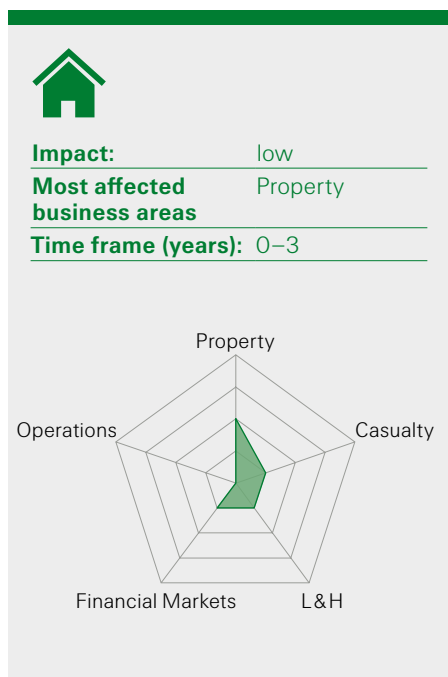 Impact: low
Most affected Property
business areas
Time frame (years): 0–3
Property
Operations Casualty
Financial Markets L&H